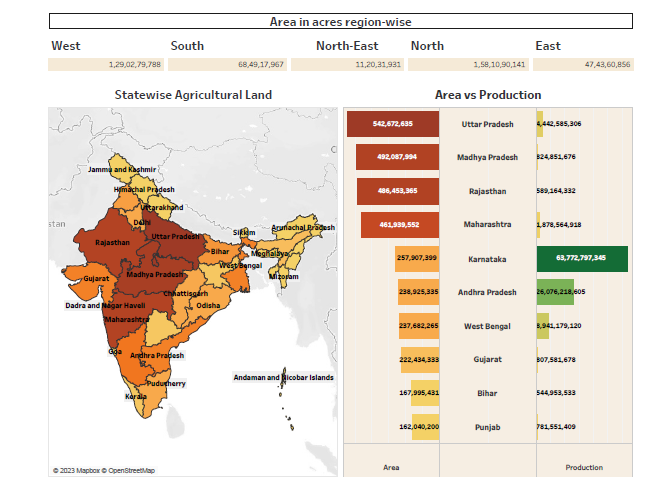 Area in acres region-wise
West South North-East North East
1,29,02,79,788 68,49,17,967 11,20,31,931 1,58,10,90,141 47,43,60,856
Statewise Agricultural Land
Area vs Production
Jammu and Kashmir
Himachal Pradesh
Uttarakhand
Delhi
stan
Rajasthan
Uttar Pradesh
Sikkim
Arunachal Pradesh
Bihar
Meghalaya
West Bengal
Mizoram
Gujarat
Madhya Pradesh
Chhattisgarh
Odisha
Dadra and Nagar Haveli
Maharashtra
Goa
Andhra Pradesh
Puducherry
Kerala
Andaman and Nicobar Islands
© 2023 Mapbox © OpenStreetMap
542,672,635 Uttar Pradesh 4,442,585,306
492,087,994 Madhya Pradesh 824,851,676
486,453,365 Rajasthan 589,164,332
461,939,552 Maharashtra 1,878,564,918
257,907,399 Karnataka 63,772,797,345
238,925,335 Andhra Pradesh 26,076,218,605
237,682,265 West Bengal 8,941,179,120
222,434,333 Gujarat 807,581,678
167,995,431 Bihar 544,953,533
162,040,200 Punjab 781,551,409
Area Production